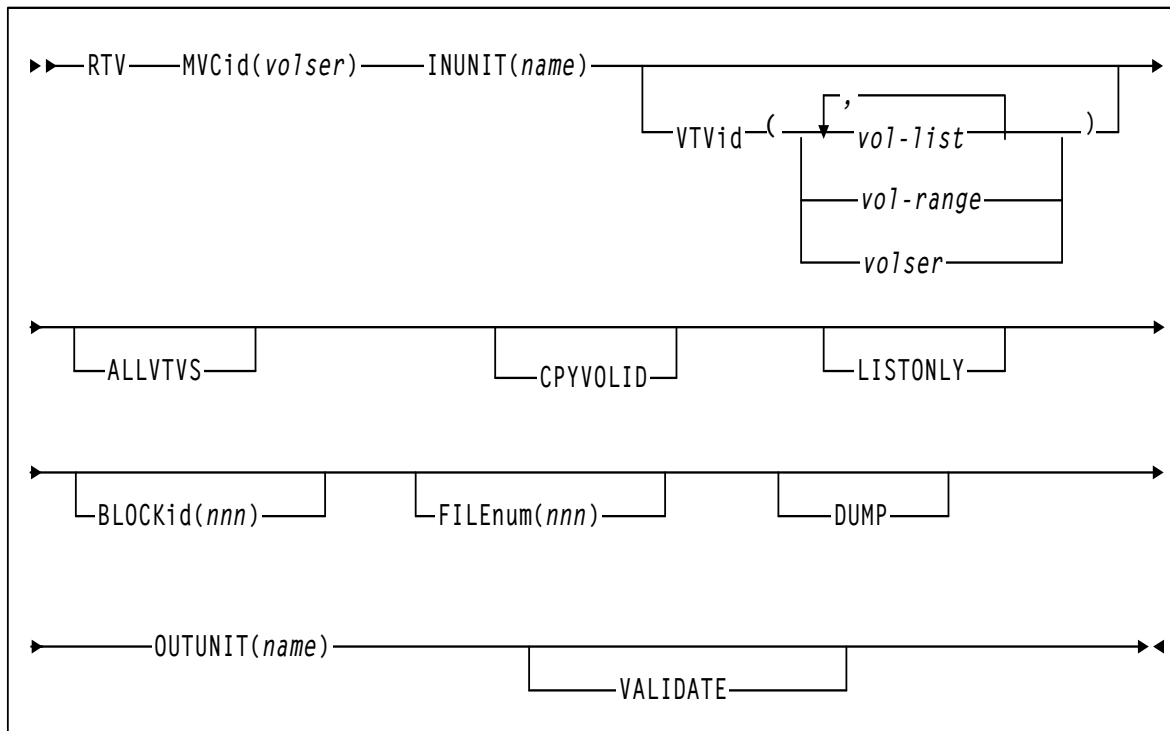 RTV MVCid(volser) INUNIT(name)
,
VTVid ( vol-list )
vol-range
volser
ALLVTVS CPYVOLID LISTONLY
BLOCKid(nnn) FILEnum(nnn) DUMP
OUTUNIT(name)
VALIDATE